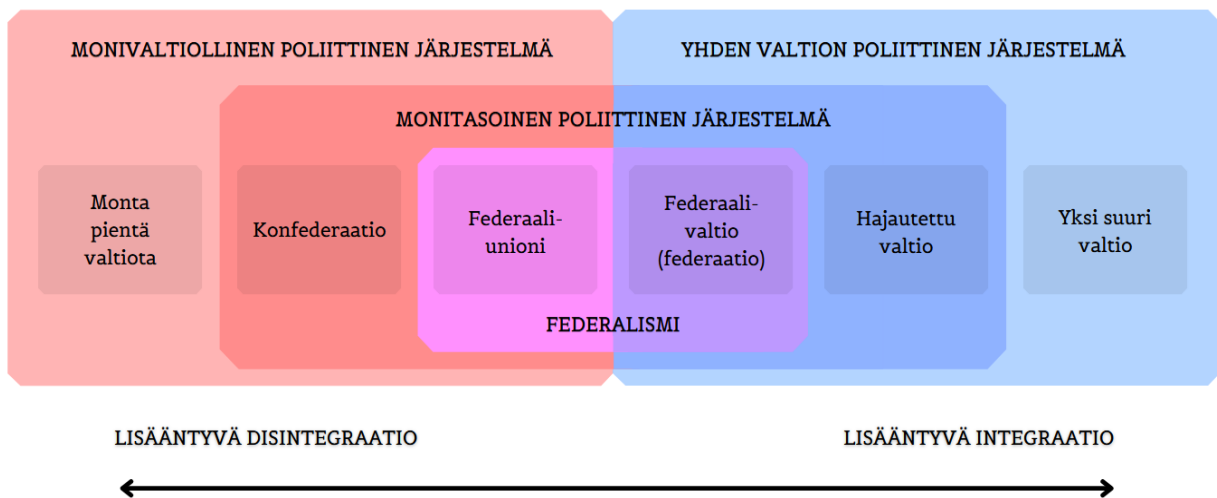 MONIVALTIOLLINEN POLIITTINEN JÄRJESTELMÄ
YHDEN VALTION POLIITTINEN JÄRJESTELMÄ
MONITASOINEN POLIITTINEN JÄRJESTELMÄ
Monta
pientä
valtiota
Konfederaatio
Federaali-
unioni
Federaali-
valtio
(federaatio)
Hajautettu
valtio
Yksi suuri
valtio
FEDERALISMI
LISÄÄNTYVÄ DISINTEGRAATIO
LISÄÄNTYVÄ INTEGRAATIO